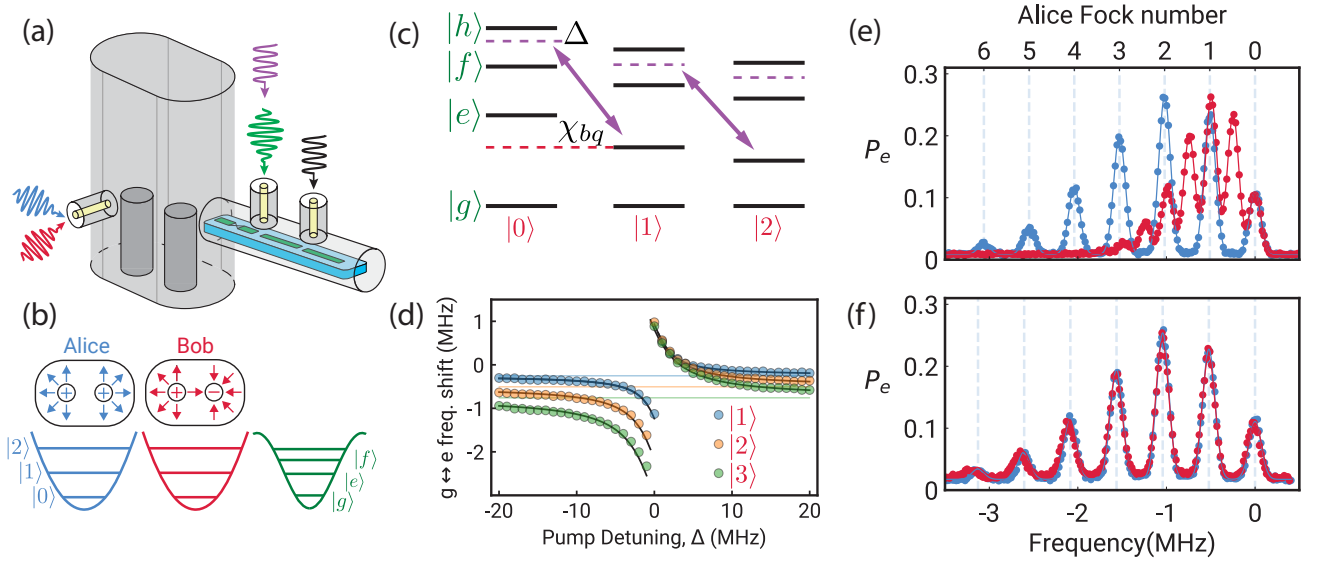 (a)
(b)
Alice
Bob
|2⟩
|1⟩
|0⟩
|f⟩
|e⟩
|g⟩
(c)
|h⟩
Δ
|f⟩
|e⟩
χbq
|g⟩
|0⟩ |1⟩ |2⟩
(d)
g↔e freq. shift (MHz)
1
0
-1
-2
|1⟩
|2⟩
|3⟩
-20 -10 0 10 20
Pump Detuning, Δ (MHz)
(e)
Alice Fock number
6 5 4 3 2 1 0
Pe
0.3
0.2
0.1
0
(f)
Pe
0.3
0.2
0.1
0
-3 -2 -1 0
Frequency(MHz)